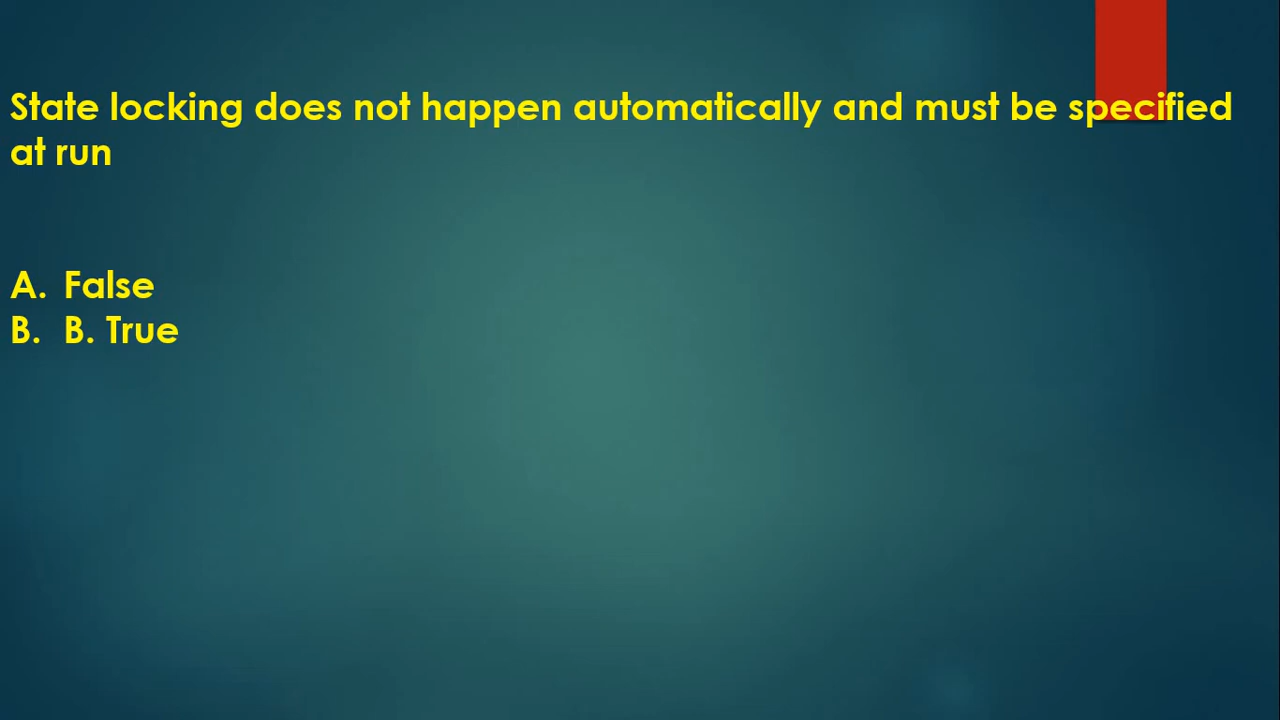 State locking does not happen automatically and must be specified
at run
A. False
B. B. True